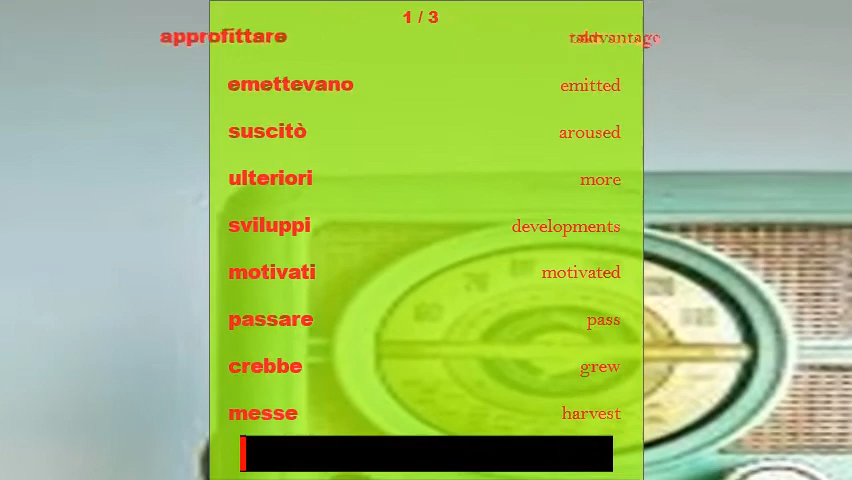 1 / 3
approfittare
emettevano emitted
suscitò aroused
ulteriori more
sviluppi developments
motivati motivated
passare pass
crebbe grew
messe harvest